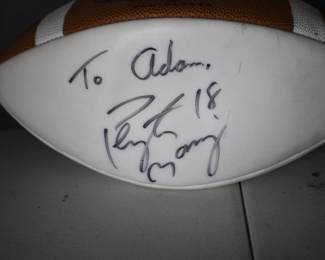 To Adam,
Peyton 18
Manning